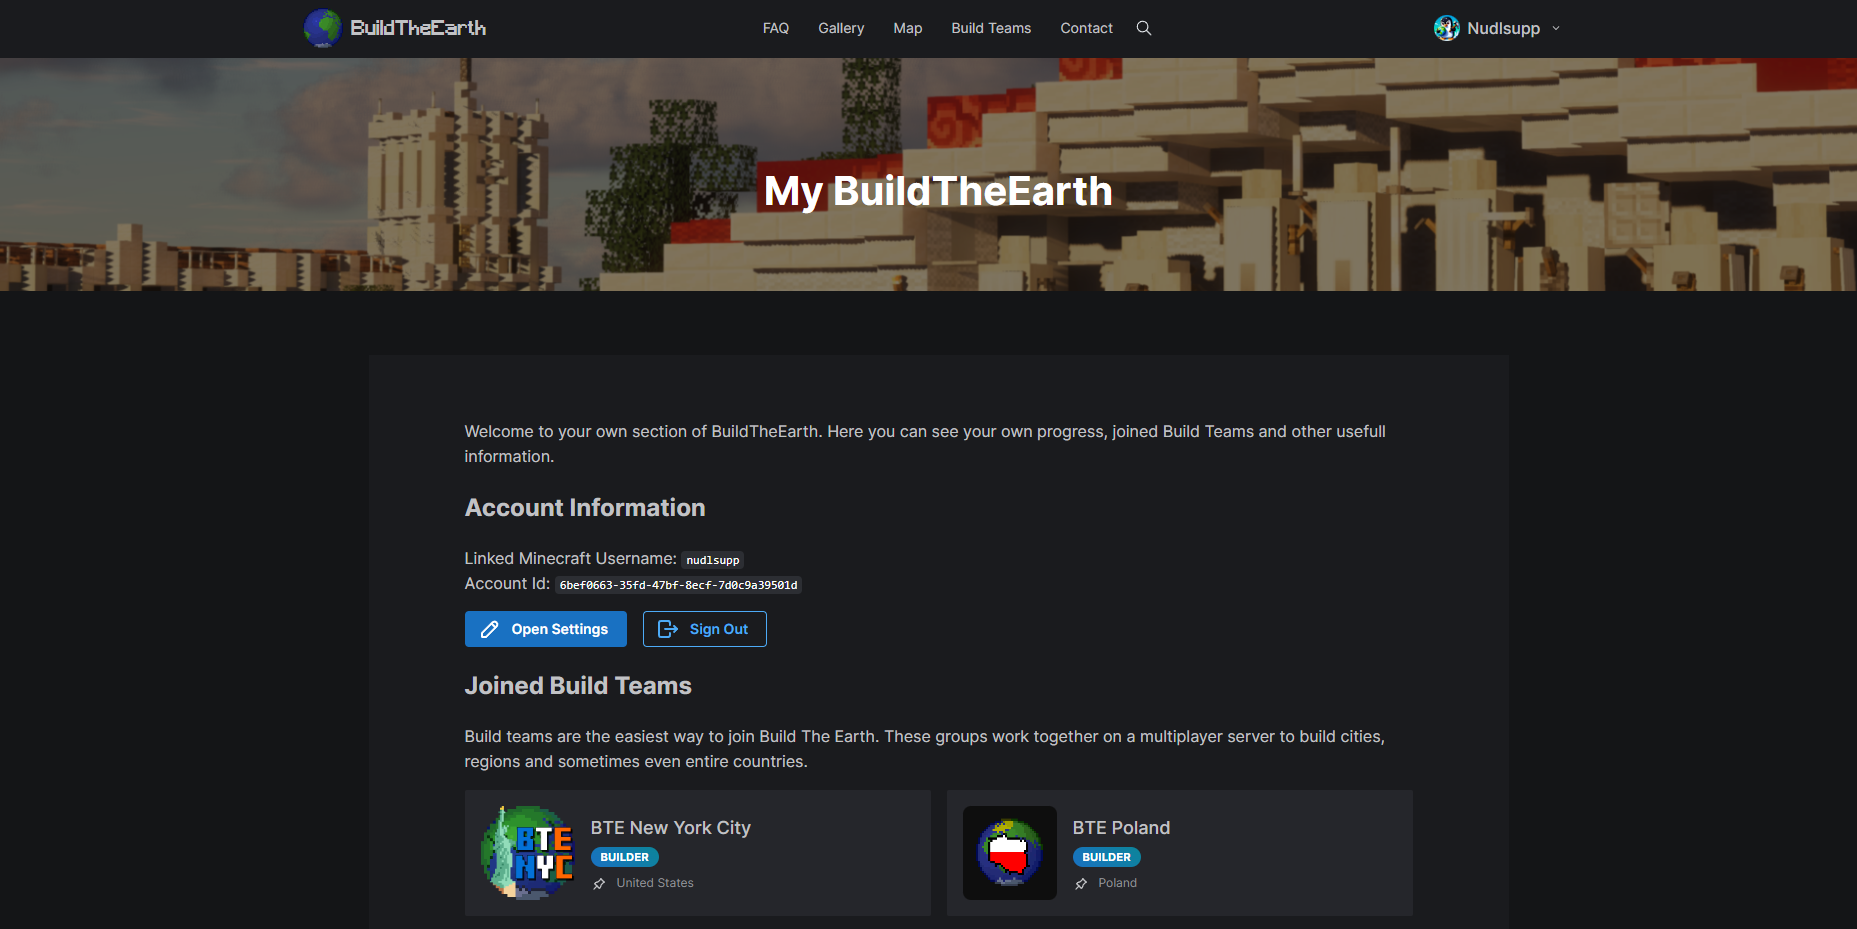 BuildTheEarth
FAQ
Gallery
Map
Build Teams
Contact
Nudlsupp
My BuildTheEarth
Welcome to your own section of BuildTheEarth. Here you can see your own progress, joined Build Teams and other usefull
information.
Account Information
Linked Minecraft Username: nudlsupp
Account Id: 6bef0663-35fd-47bf-8ecf-7d0c9a39501d
Open Settings
Sign Out
Joined Build Teams
Build teams are the easiest way to join Build The Earth. These groups work together on a multiplayer server to build cities,
regions and sometimes even entire countries.
BTE
NYC
BTE New York City
BUILDER
United States
BTE Poland
BUILDER
Poland